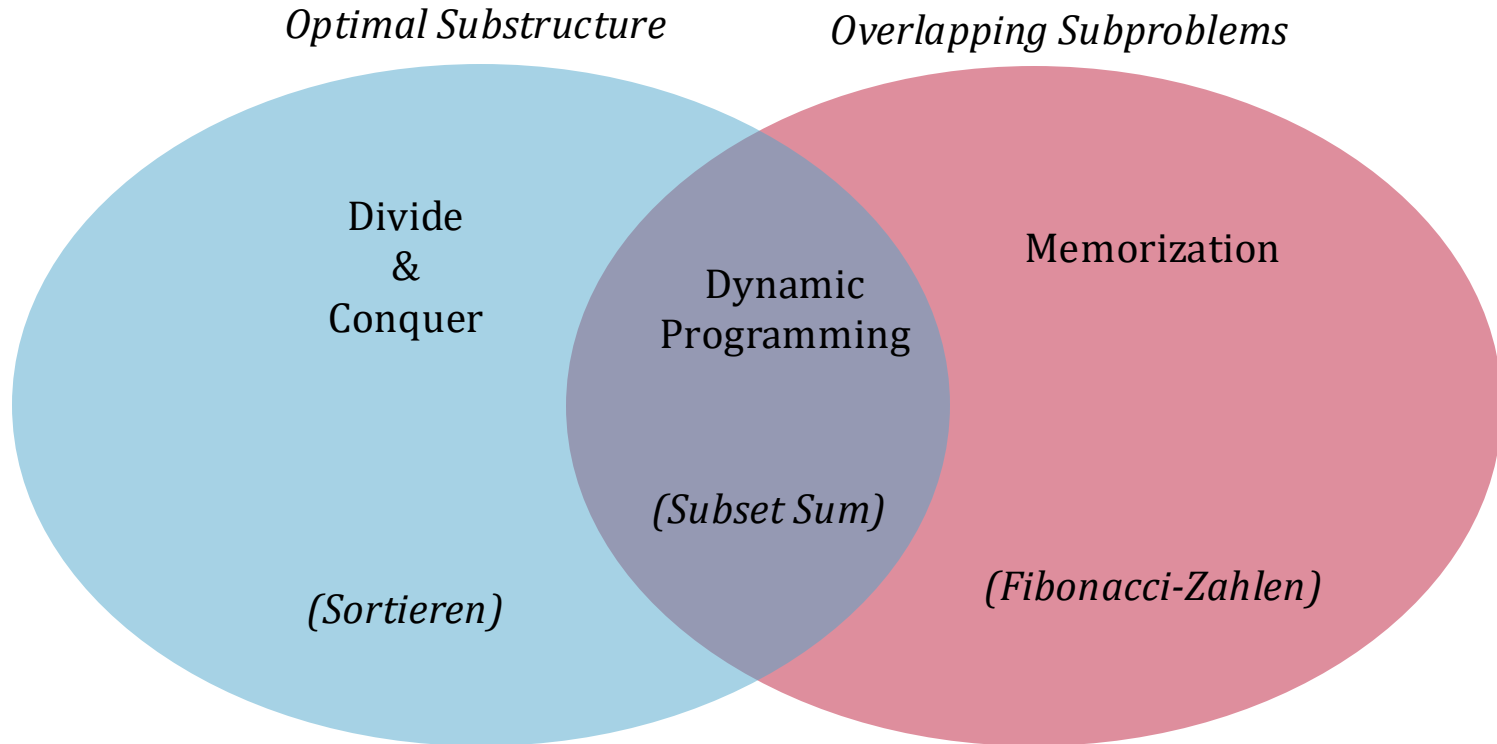 Optimal Substructure
Overlapping Subproblems
Divide
&
Conquer
Dynamic
Programming
Memorization
(Subset Sum)
(Sortieren)
(Fibonacci-Zahlen)